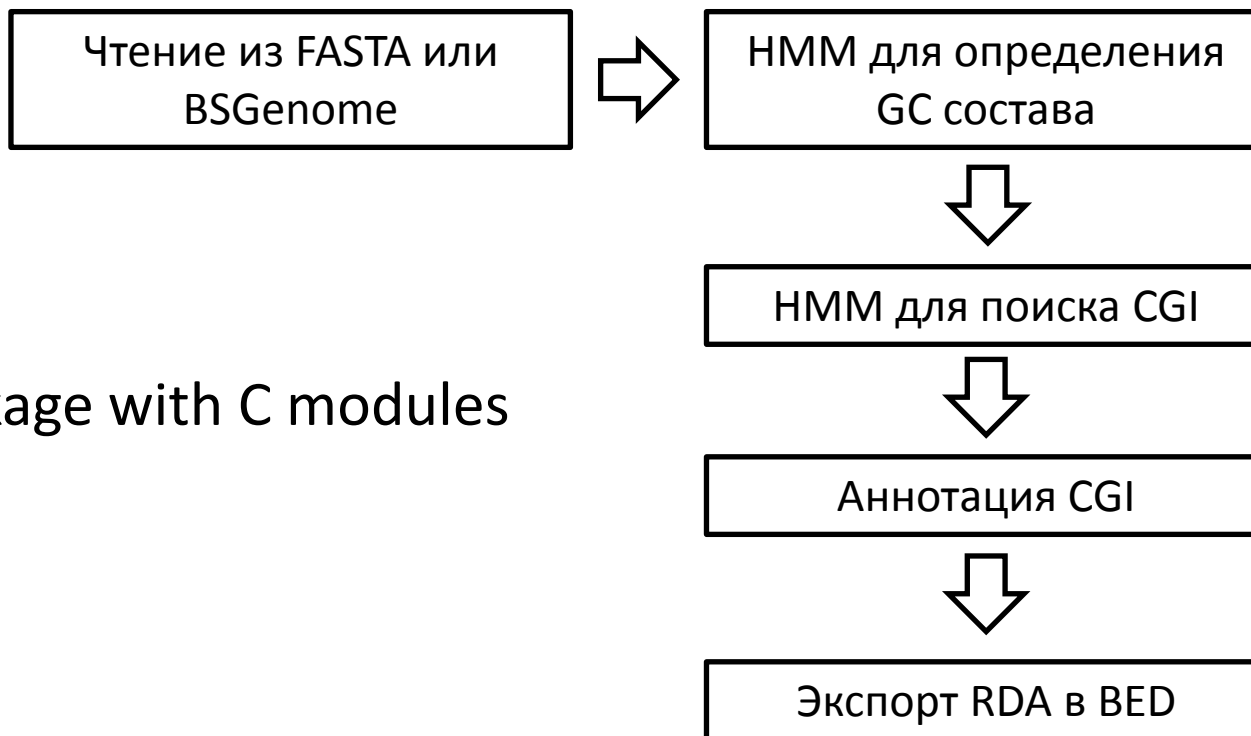 Чтение из FASTA или
BSGenome
HMM для определения
GC состава
HMM для поиска CGI
kage with C modules
Аннотация CGI
Экспорт RDA в BED